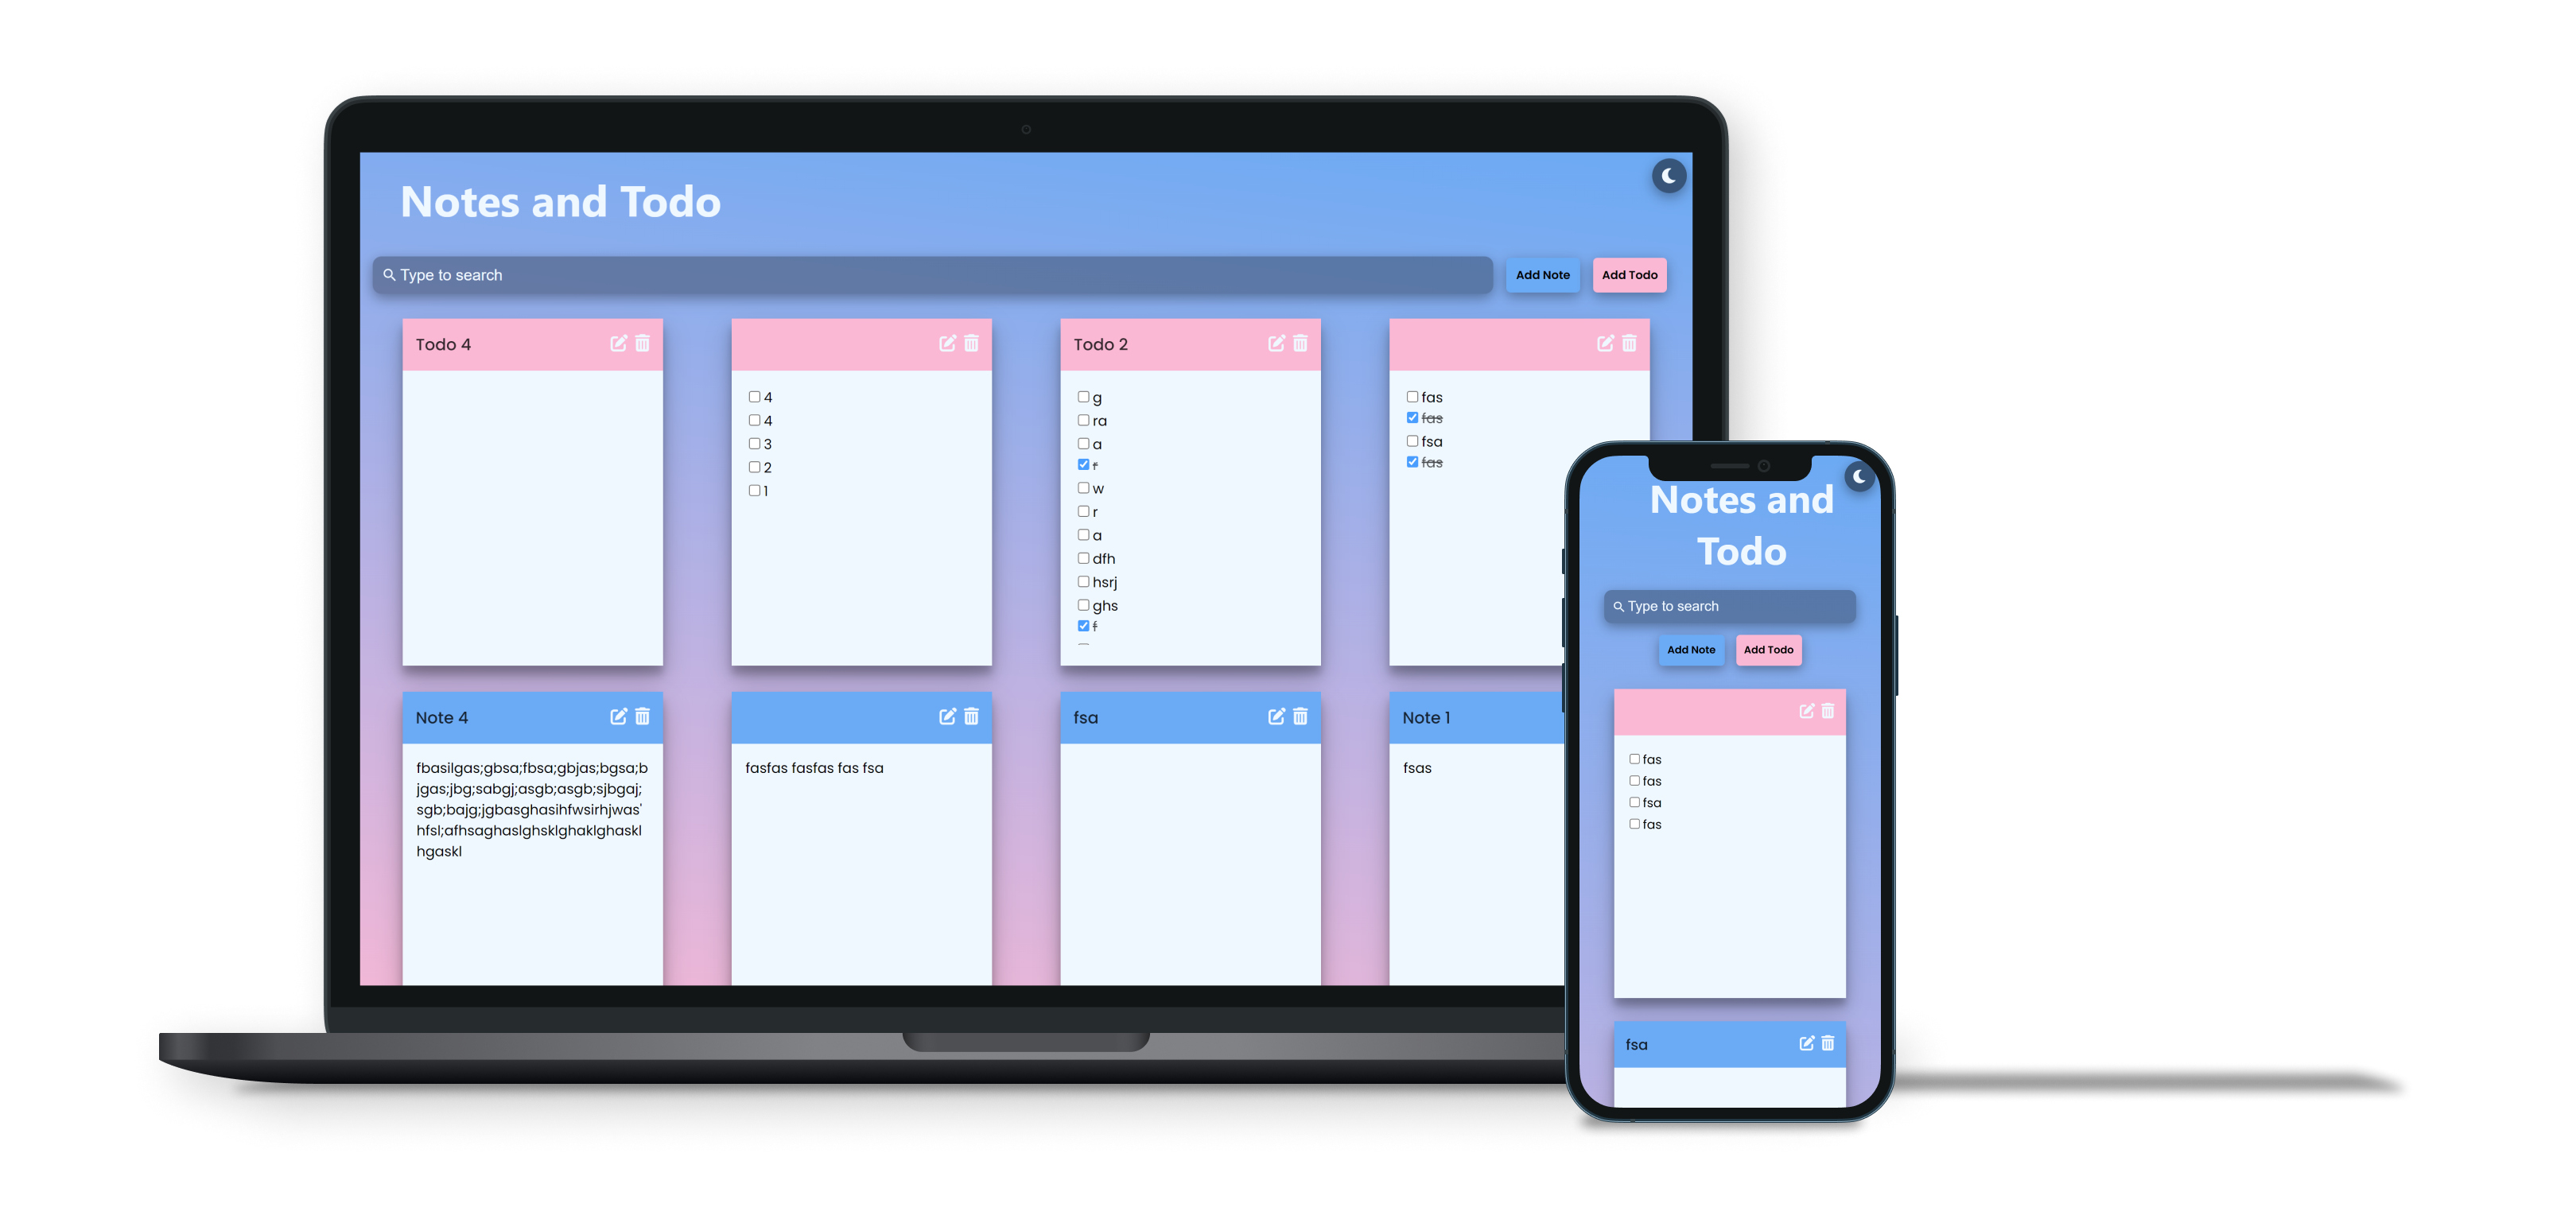 Notes and Todo
Type to search
Add Note
Add Todo
Todo 4
4
4
3
2
1
Todo 2
g
ra
a
r
w
r
a
dfh
hsrj
ghs
f
fas
fas
fsa
fas
Note 4
fbasilgas;gbsa;fbsa;gbjas;bgsa;b
jgas;jbg;sabgj;asgb;asgb;sjbgaj;
sgb;bajg;jgbasghasihfwsirhjwas'
hfsl;afhsaghaslghsklghaklghaskl
hgaskl
fasfas fasfas fas fsa
fsa
Note 1
fsas
Notes and
Todo
Type to search
Add Note
Add Todo
fas
fas
fsa
fas
fsa